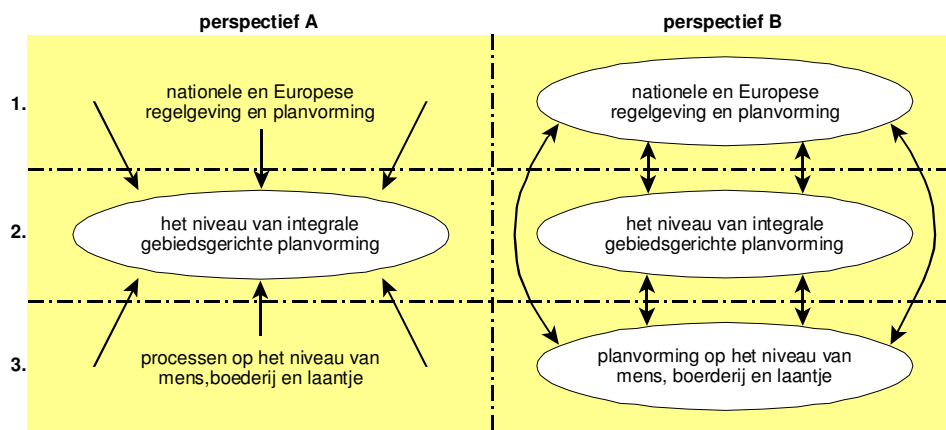 perspectief A
perspectief B
1.
nationele en Europese
regelgeving en planvorming
nationele en Europese
regelgeving en planvorming
2.
het niveau van integrale
gebiedsgerichte planvorming
het niveau van integrale
gebiedsgerichte planvorming
3.
processen op het niveau van
mens,boederij en laantje
planvorming op het niveau van
mens, boerderij en laantje